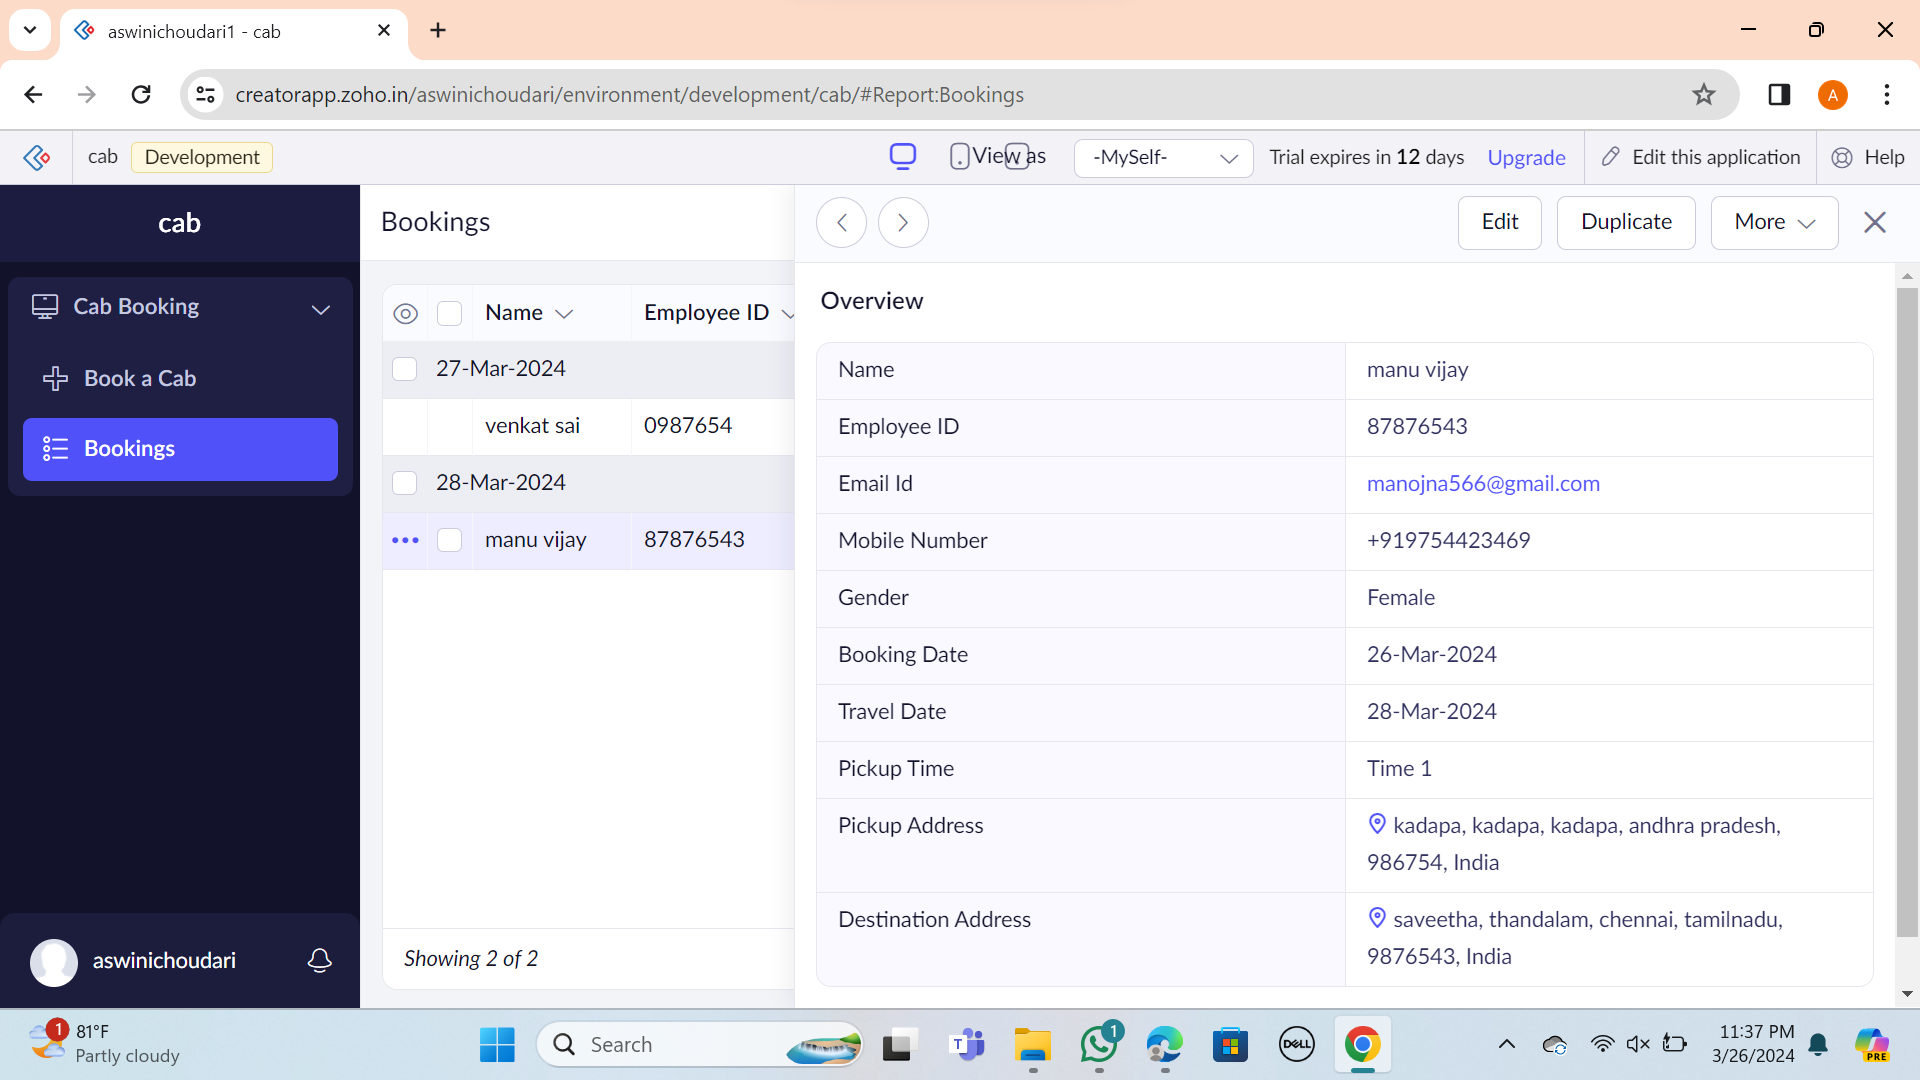 aswinichoudari1 - cab
creatorapp.zoho.in/aswinichoudari/environment/development/cab/#Report:Bookings
A
cab
Development
View as
-MySelf-
Trial expires in 12 days
Upgrade
Edit this application
Help
cab
Cab Booking
Book a Cab
Bookings
aswinichoudari
Bookings
Name
Employee ID
27-Mar-2024
venkat sai 0987654
28-Mar-2024
manu vijay 87876543
Showing 2 of 2
Edit
Duplicate
More
Overview
Name manu vijay
Employee ID 87876543
Email Id manojna566@gmail.com
Mobile Number +919754423469
Gender Female
Booking Date 26-Mar-2024
Travel Date 28-Mar-2024
Pickup Time Time 1
Pickup Address kadapa, kadapa, kadapa, andhra pradesh,
986754, India
Destination Address saveetha, thandalam, chennai, tamilnadu,
9876543, India
1
81°F
Partly cloudy
Search
T
1
DELL
11:37 PM
3/26/2024
PRE